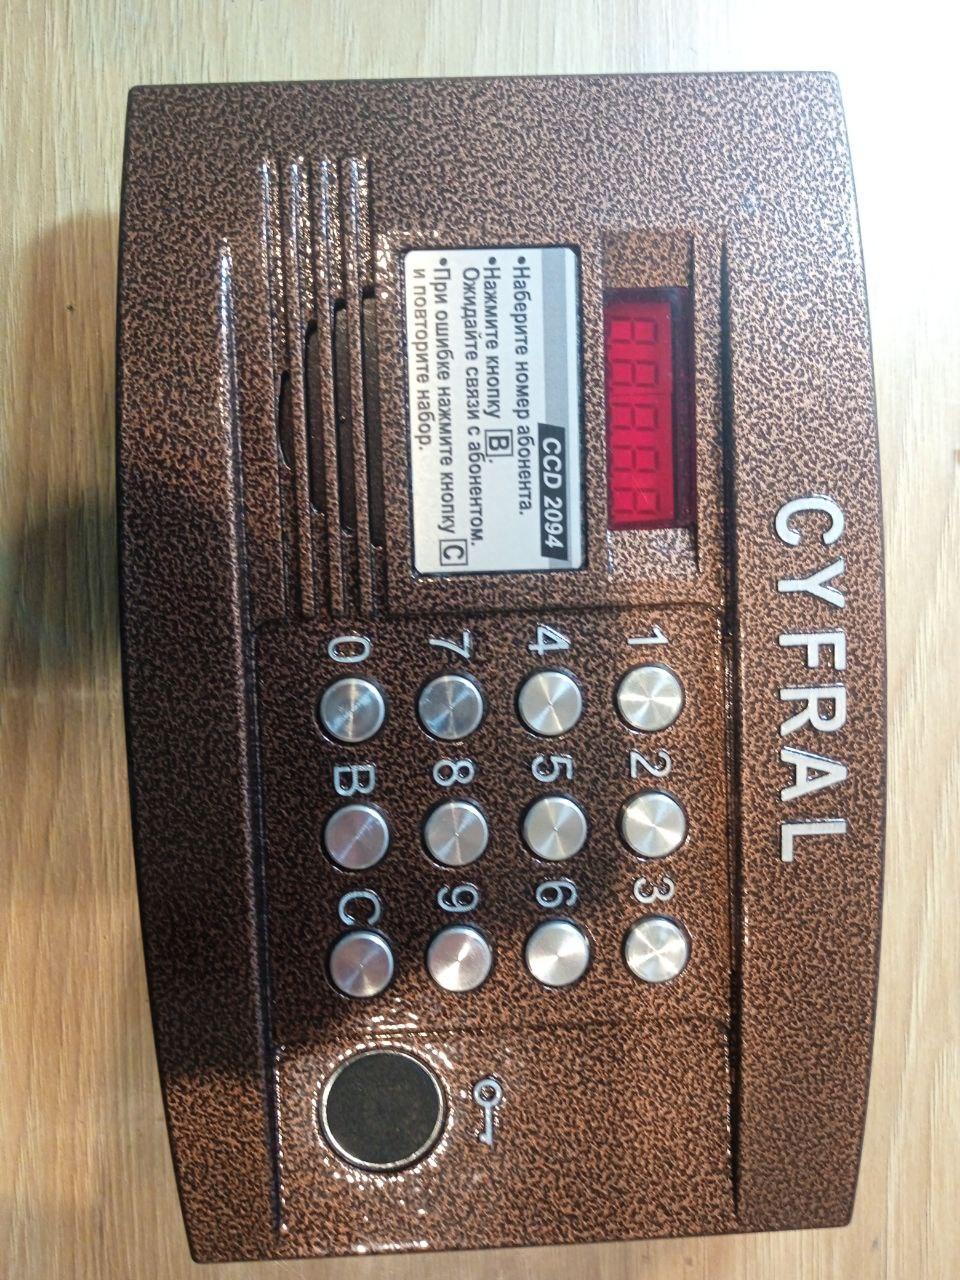 CYFRAL
CCD 2094
•Наберите номер абонента.
•Нажмите кнопку B.
Ожидайте связи с абонентом.
•При ошибке нажмите кнопку C
и повторите набор.
1 2 3
4 5 6
7 8 9
0 B C